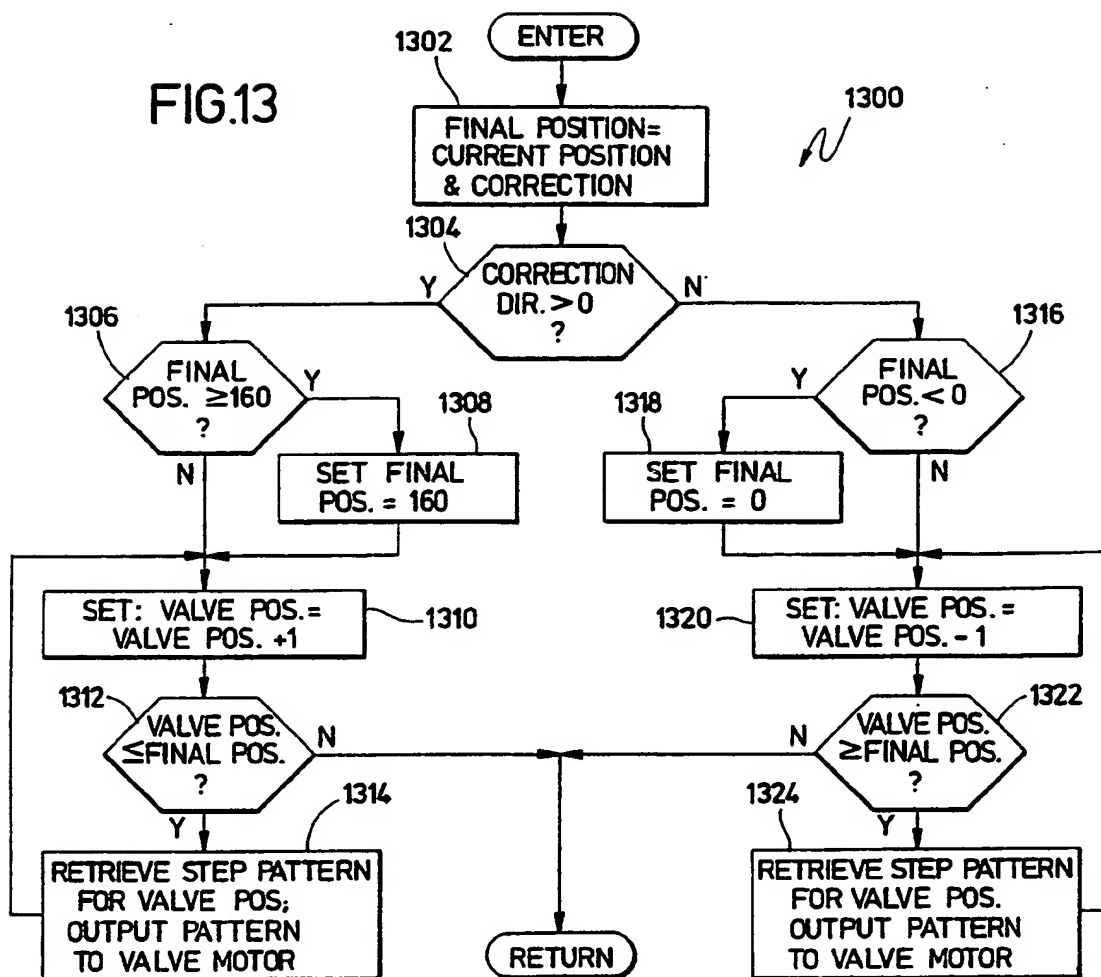 FIG.13
ENTER
1300
1302
FINAL POSITION=
CURRENT POSITION
& CORRECTION
1304
CORRECTION
DIR. > 0
?
Y
N
1306
FINAL
POS. ≥160
?
Y
N
1308
SET FINAL
POS. = 160
1316
FINAL
POS. < 0
?
Y
N
1318
SET FINAL
POS. = 0
SET: VALVE POS.=
VALVE POS. +1
1310
1320
SET: VALVE POS.=
VALVE POS. - 1
1312
VALVE POS.
≤FINAL POS.
?
N
Y
1322
VALVE POS.
≥FINAL POS.
?
N
Y
1314
RETRIEVE STEP PATTERN
FOR VALVE POS;
OUTPUT PATTERN
TO VALVE MOTOR
1324
RETRIEVE STEP PATTERN
FOR VALVE POS.
OUTPUT PATTERN
TO VALVE MOTOR
RETURN